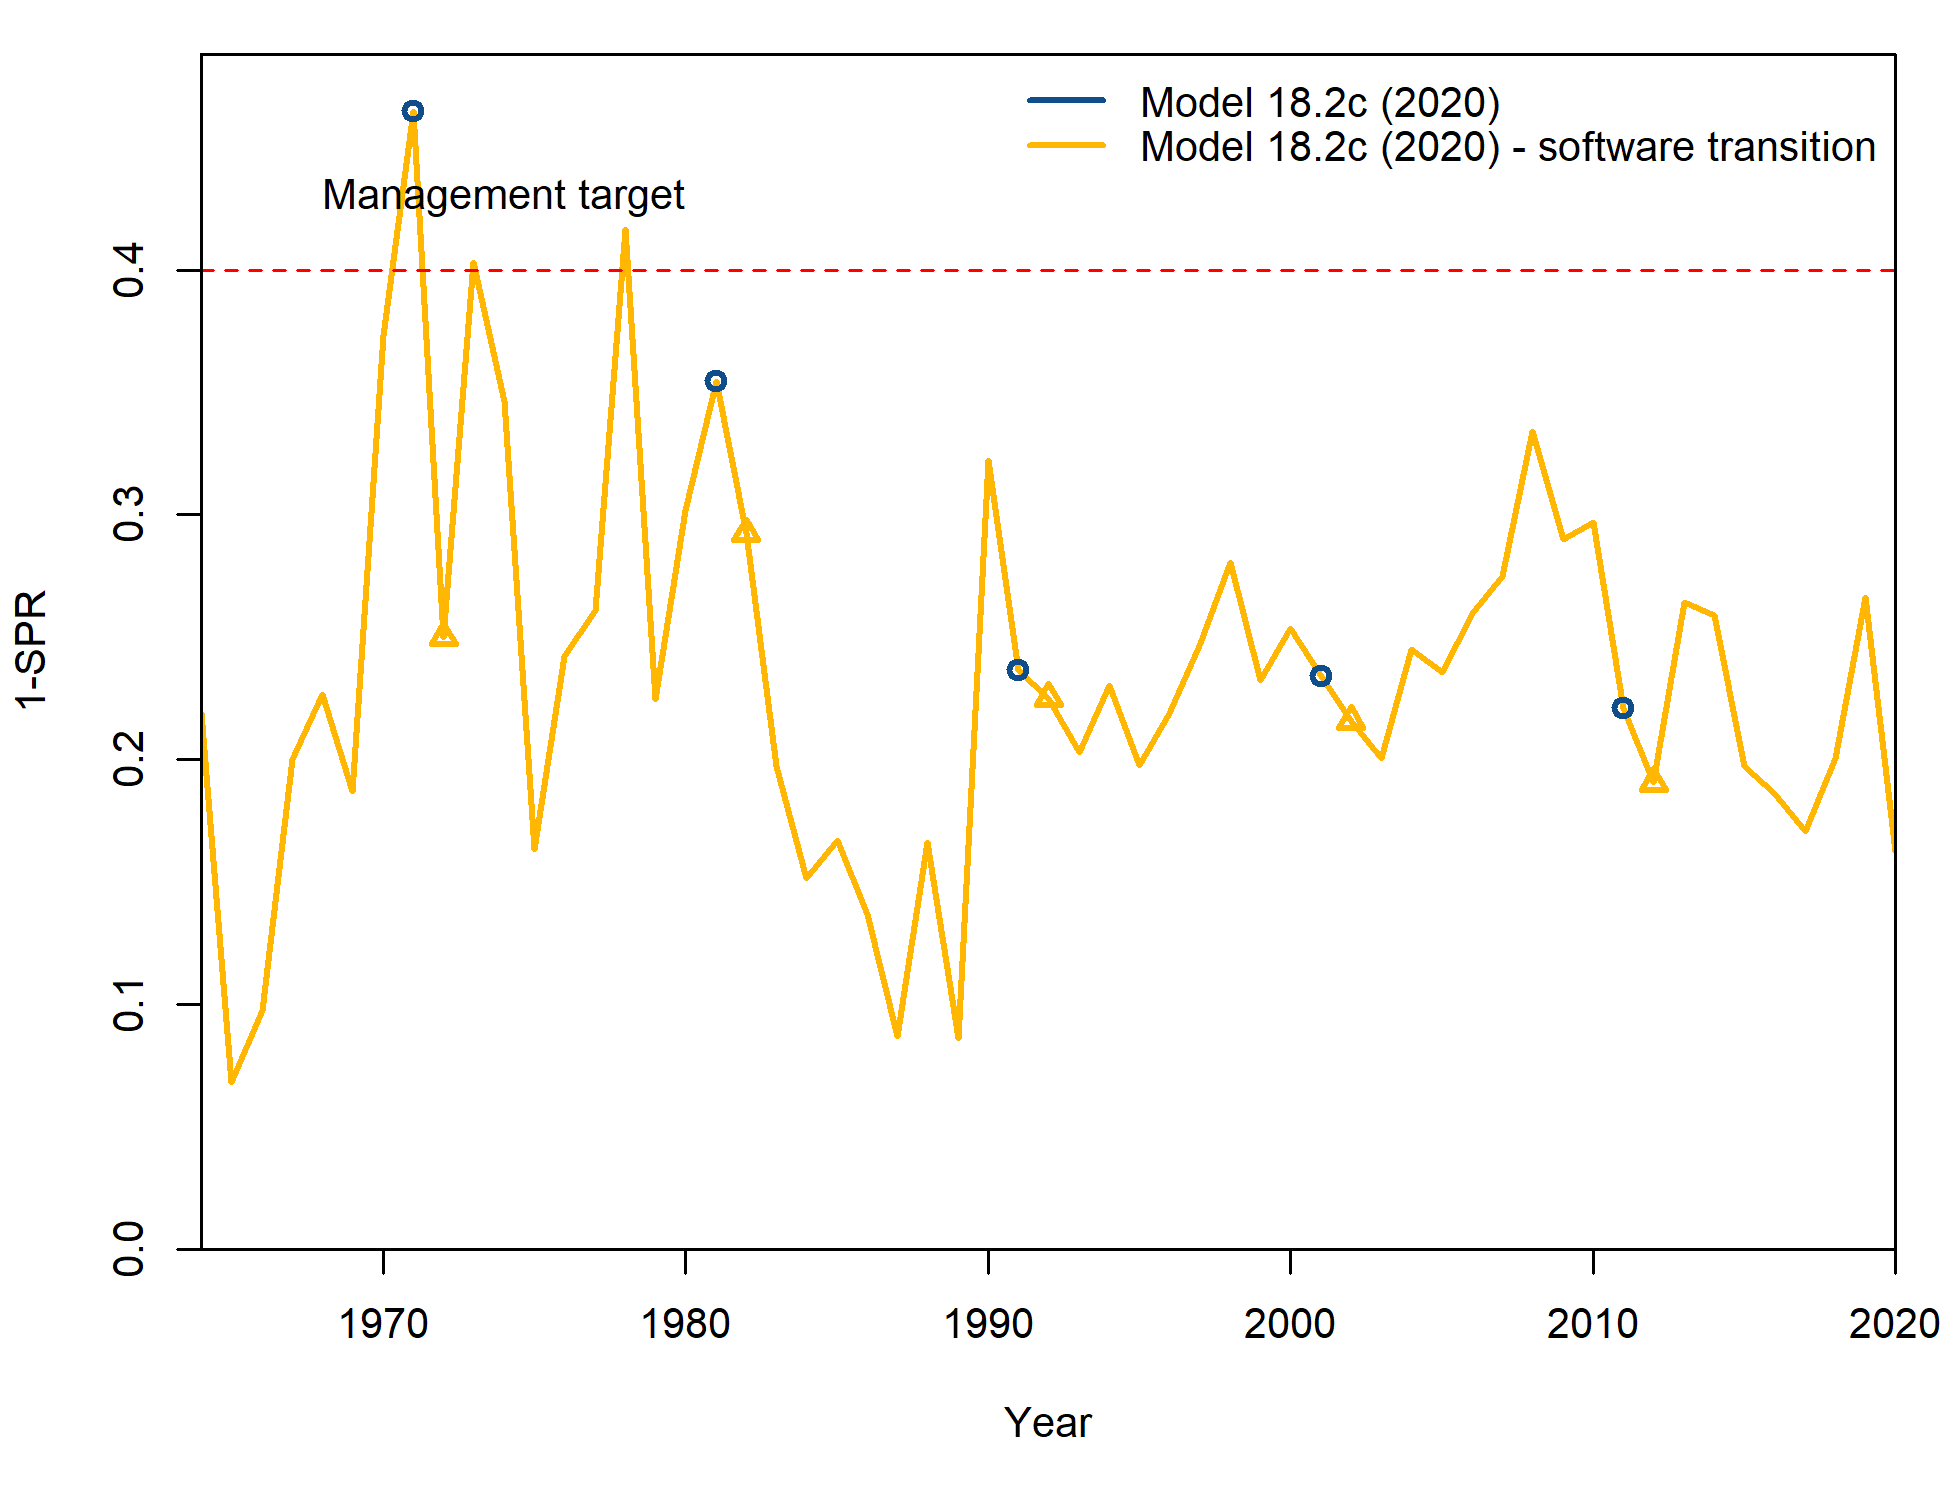 Model 18.2c (2020)
Model 18.2c (2020) - software transition
Management target
0.4
0.3
0.2
0.1
0.0
1-SPR
1970 1980 1990 2000 2010 2020
Year